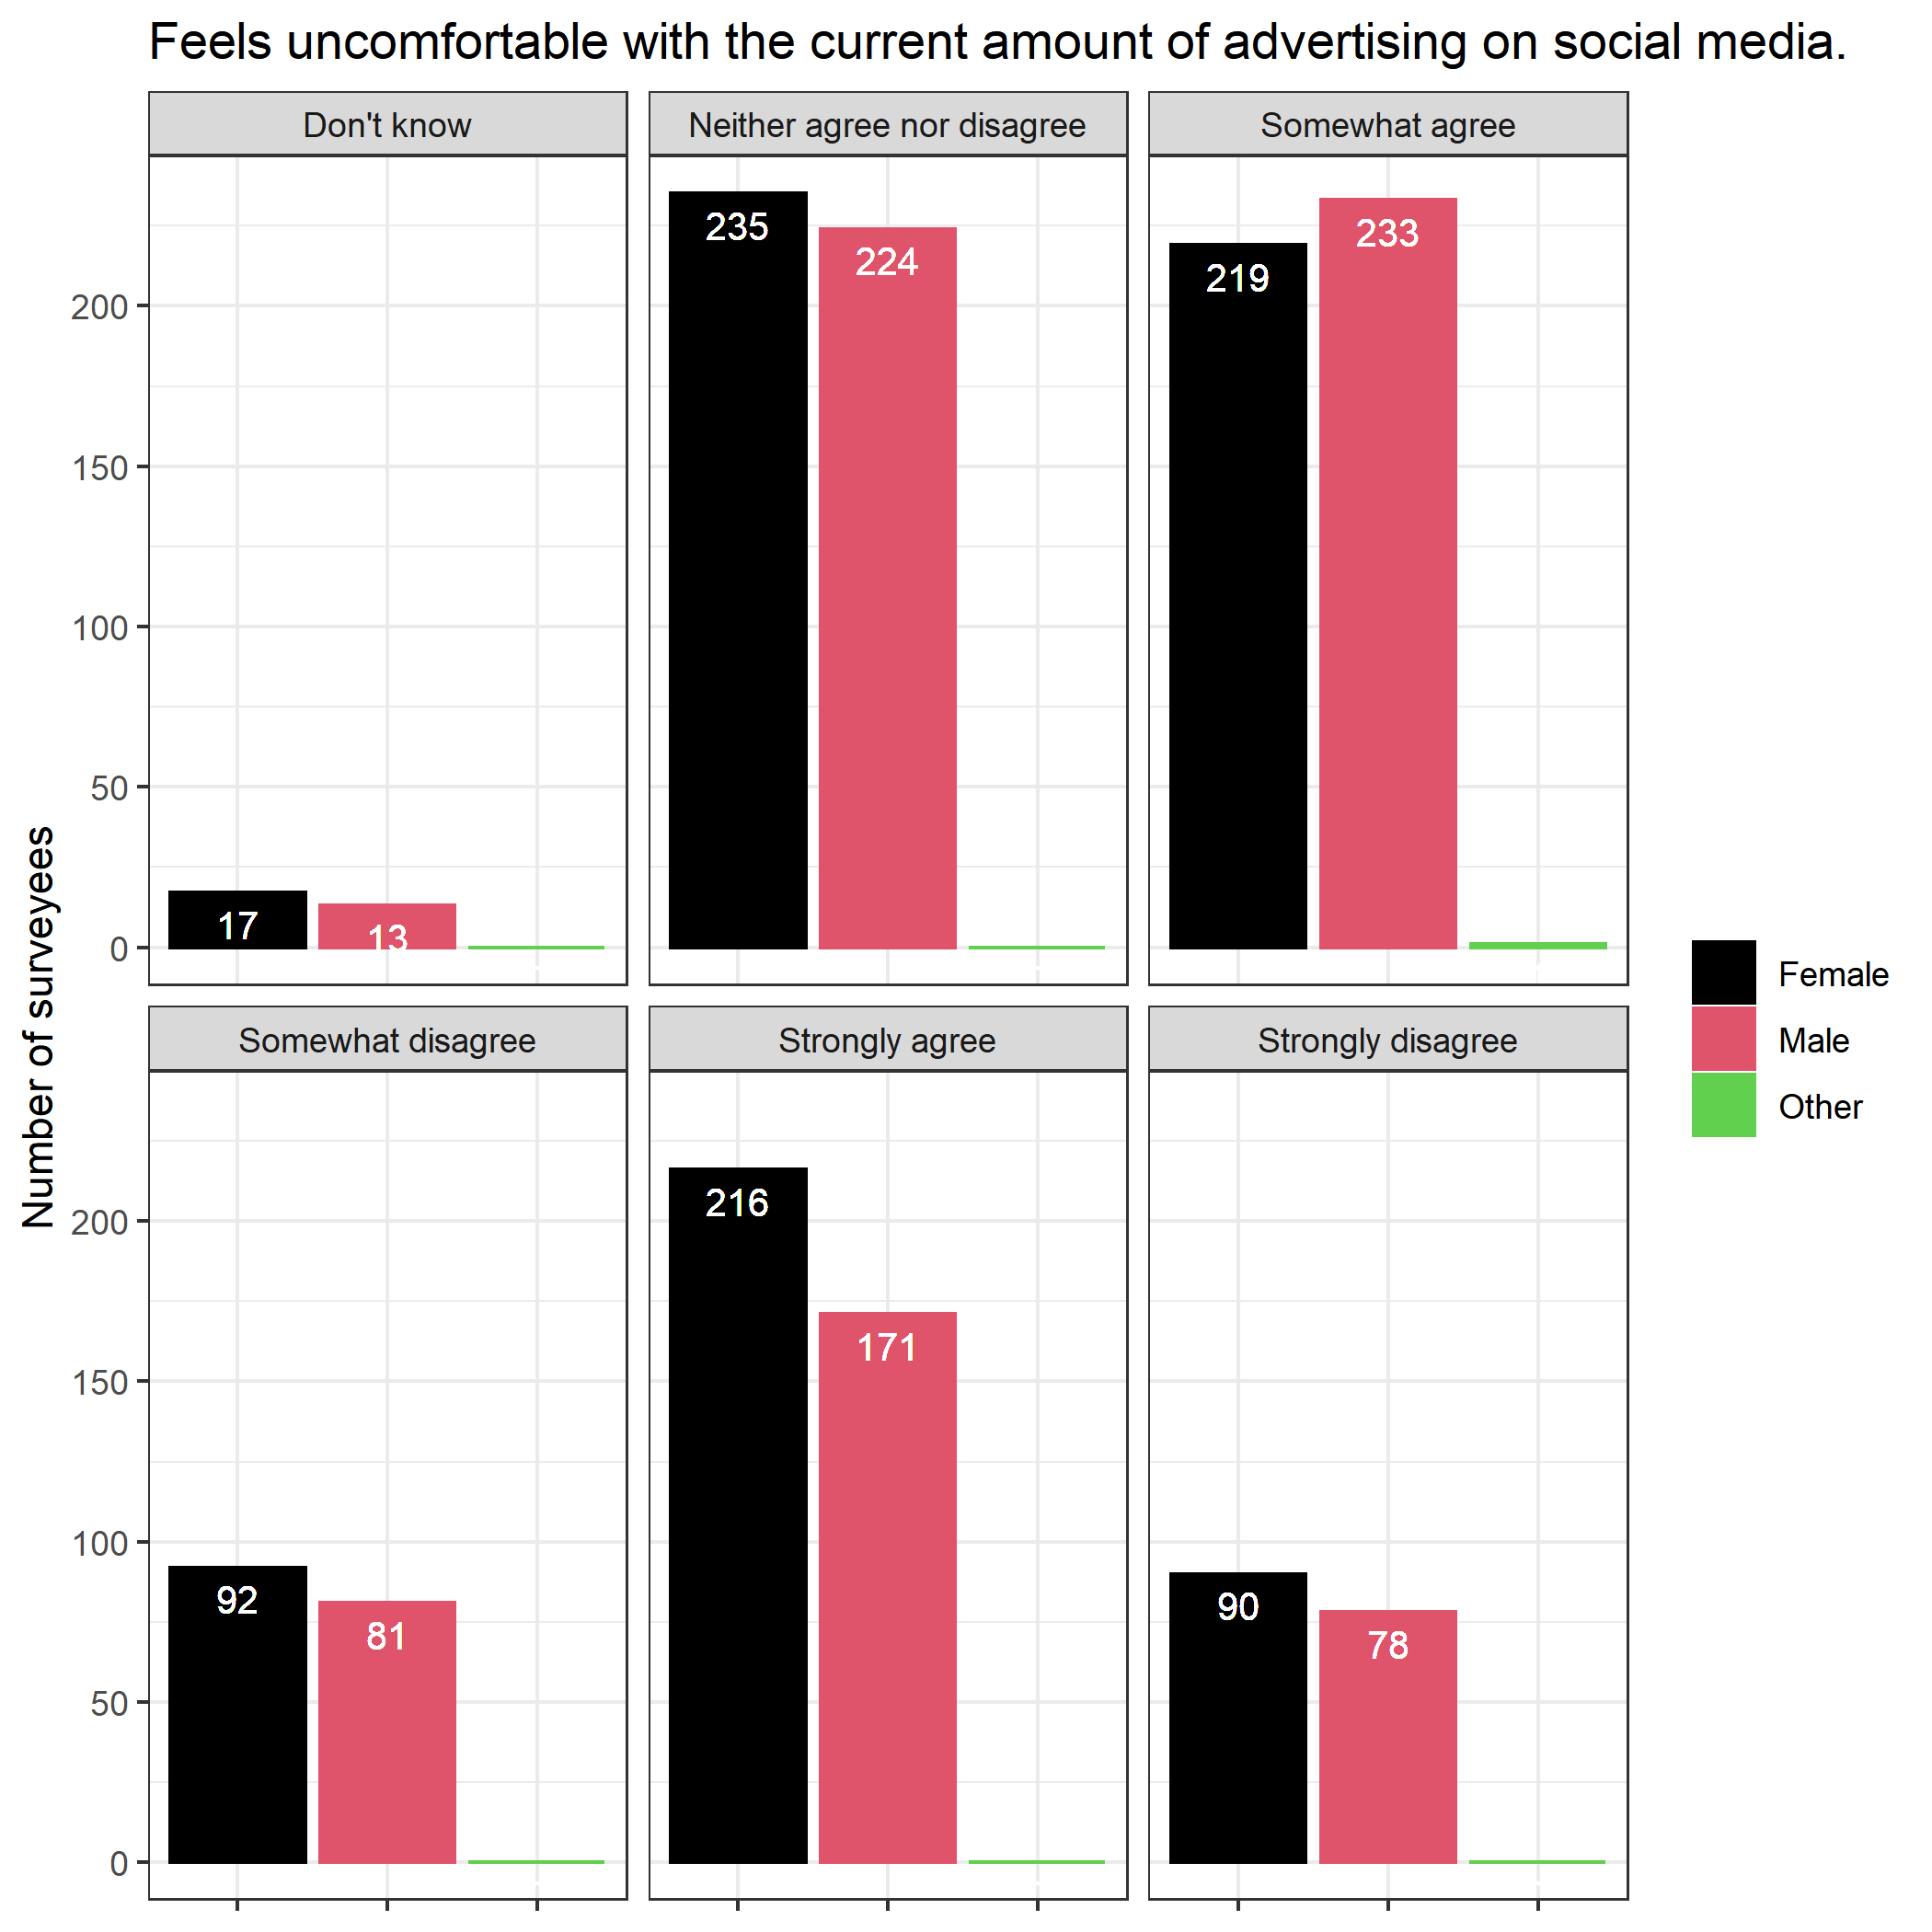 Feels uncomfortable with the current amount of advertising on social media.
Don't know
Neither agree nor disagree
Somewhat agree
235
224
219
233
17
13
200
150
100
50
0
Somewhat disagree
Strongly agree
Strongly disagree
216
171
92
81
90
78
200
150
100
50
0
Number of surveyees
Female
Male
Other